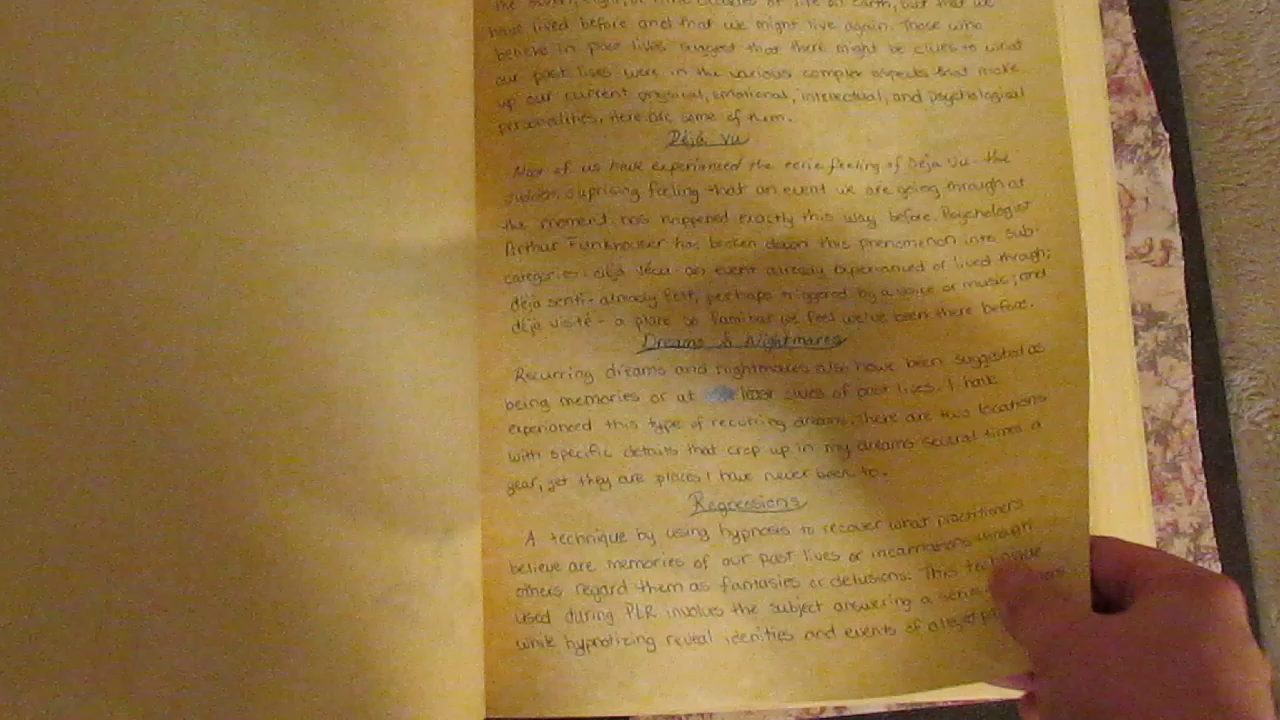 have lived before and that we might live again. Those who
believe in past lives suggest that there might be clues to what
our past lives were in the various complex aspects that make
up our current physical, emotional, intellectual, and psychological
personalities, Here are some of them.
Déjà vu
Most of us have experienced the eerie feeling of Déjà vu- the
sudden, suprising feeling that an event we are going through at
the moment has happened exactly this way before. Psychologist
Arthur Funkhouser has broken down this phenomenon into sub-
categories: déjà vécu- an event already experienced or lived through;
déjà senti- already felt, perhaps triggered by a voice or music; and
déjà visité - a place so familiar we feel we've been there before.
Dreams & Nightmares
Recurring dreams and nightmares also have been suggested as
being memories or at least clues of past lives. I have
experienced this type of recurring dreams. There are two locations
with specific details that crop up in my dreams several times a
year, yet they are places I have never been to.
Regressions
A technique by using hypnosis to recover what practitioners
believe are memories of our past lives or incarnations though
others regard them as fantasies or delusions. This technique
used during PLR involves the subject answering a
while hypnotizing reveal identities and events of alleged